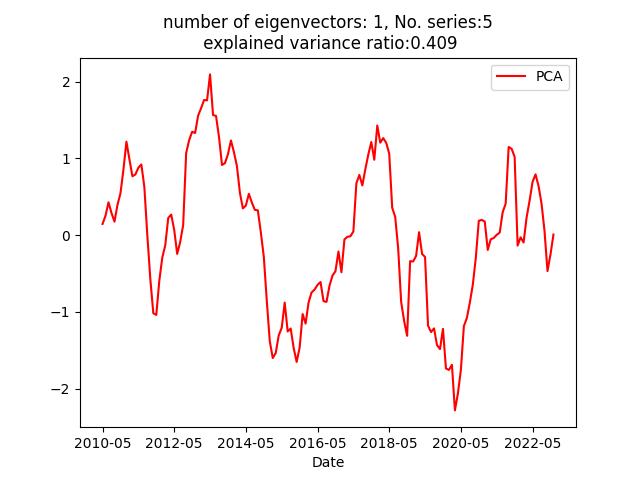 number of eigenvectors: 1, No. series:5
explained variance ratio:0.409
PCA
2
1
0
−1
−2
2010-05 2012-05 2014-05 2016-05 2018-05 2020-05 2022-05
Date